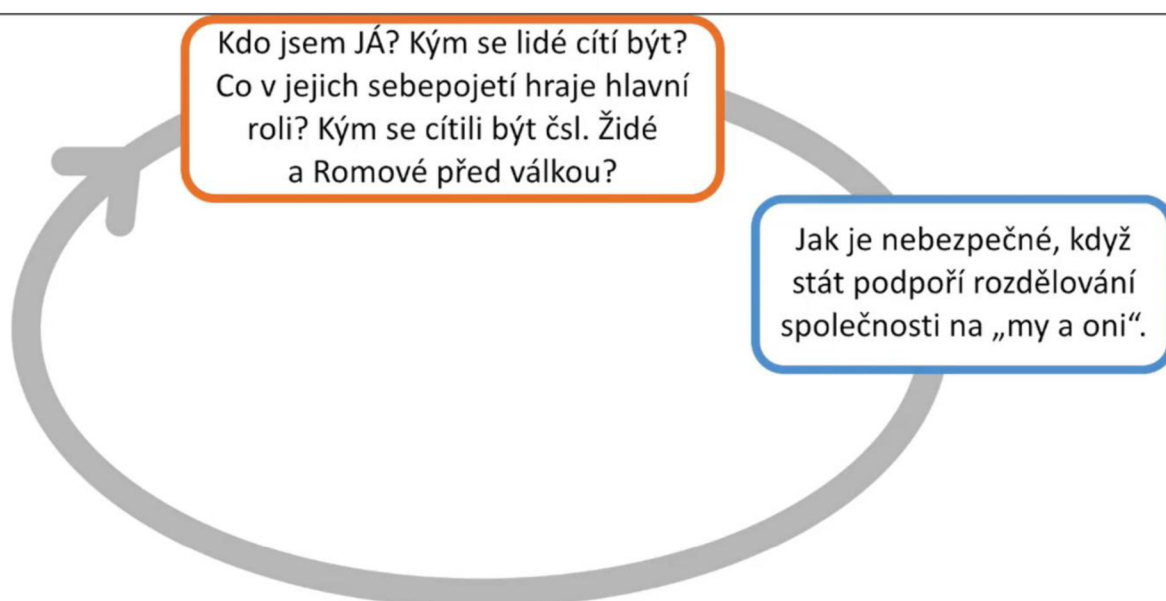 Kdo jsem JÁ? Kým se lidé cítí být?
Co v jejich sebepojetí hraje hlavní
roli? Kým se cítili být čsl. Židé
a Romové před válkou?
Jak je nebezpečné, když
stát podpoří rozdělování
společnosti na „my a oni“.